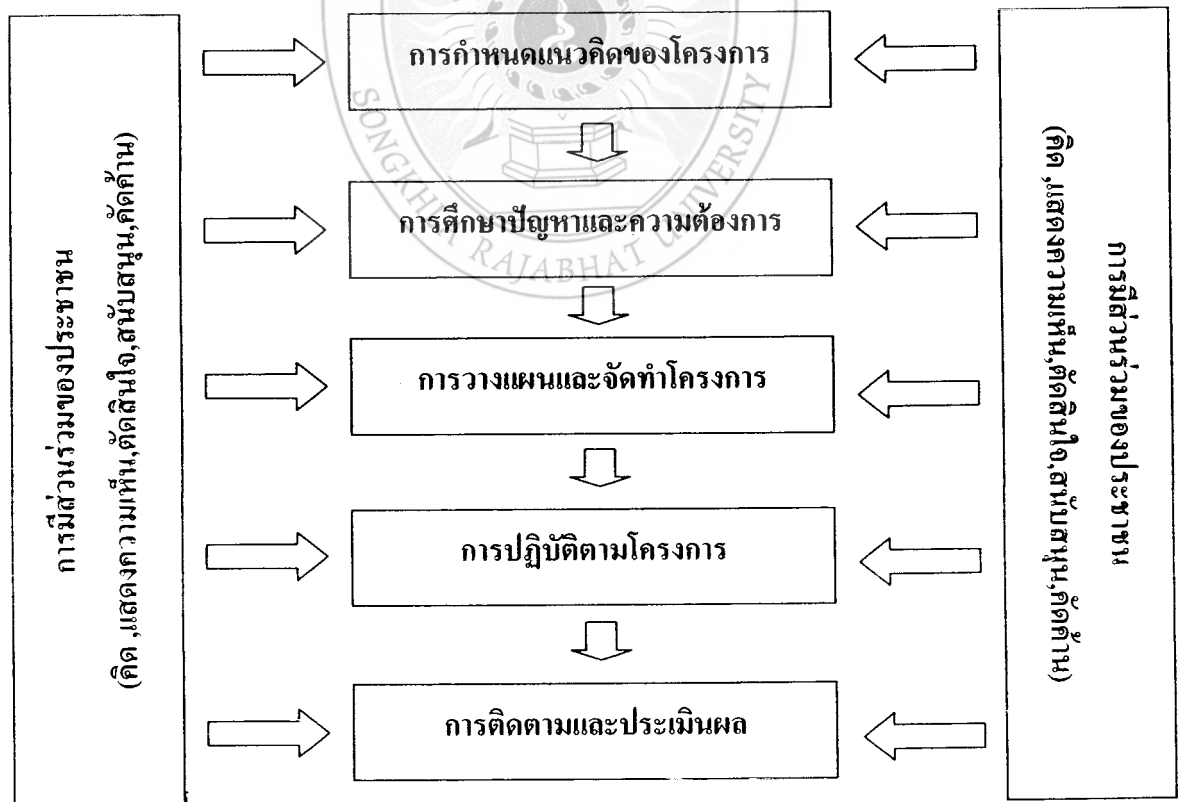 การมีส่วนร่วมของประชาชน
(คิด ,แสดงความเห็น,ตัดสินใจ,สนับสนุน,คัดค้าน)
การกำหนดแนวคิดของโครงการ
การศึกษาปัญหาและความต้องการ
การวางแผนและจัดทำโครงการ
การปฏิบัติตามโครงการ
การติดตามและประเมินผล
การมีส่วนร่วมของประชาชน
(คิด ,แสดงความเห็น,ตัดสินใจ,สนับสนุน,คัดค้าน)
SONGKHLA RAJABHAT UNIVERSITY